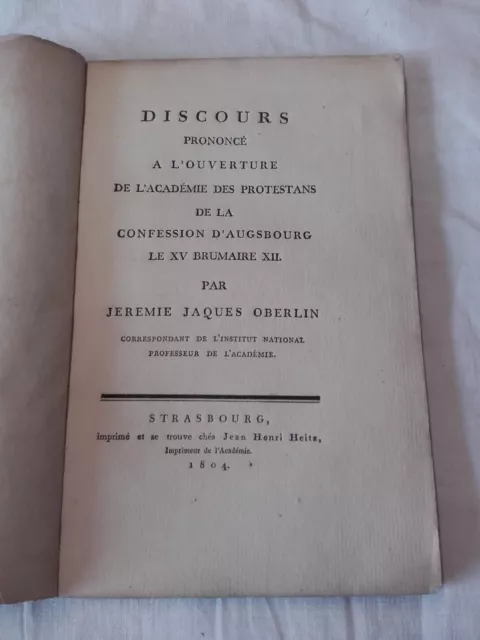 DISCOURS
PRONONCÉ
A L'OUVERTURE
DE L'ACADÉMIE DES PROTESTANS
DE LA
CONFESSION D'AUGSBOURG
LE XV BRUMAIRE XII.
PAR
JEREMIE JAQUES OBERLIN
CORRESPONDANT DE L'INSTITUT NATIONAL
PROFESSEUR DE L'ACADÉMIE.
STRASBOURG,
imprimé et se trouve chés Jean Henri Heitz,
Imprimeur de l'Académie.
1804.